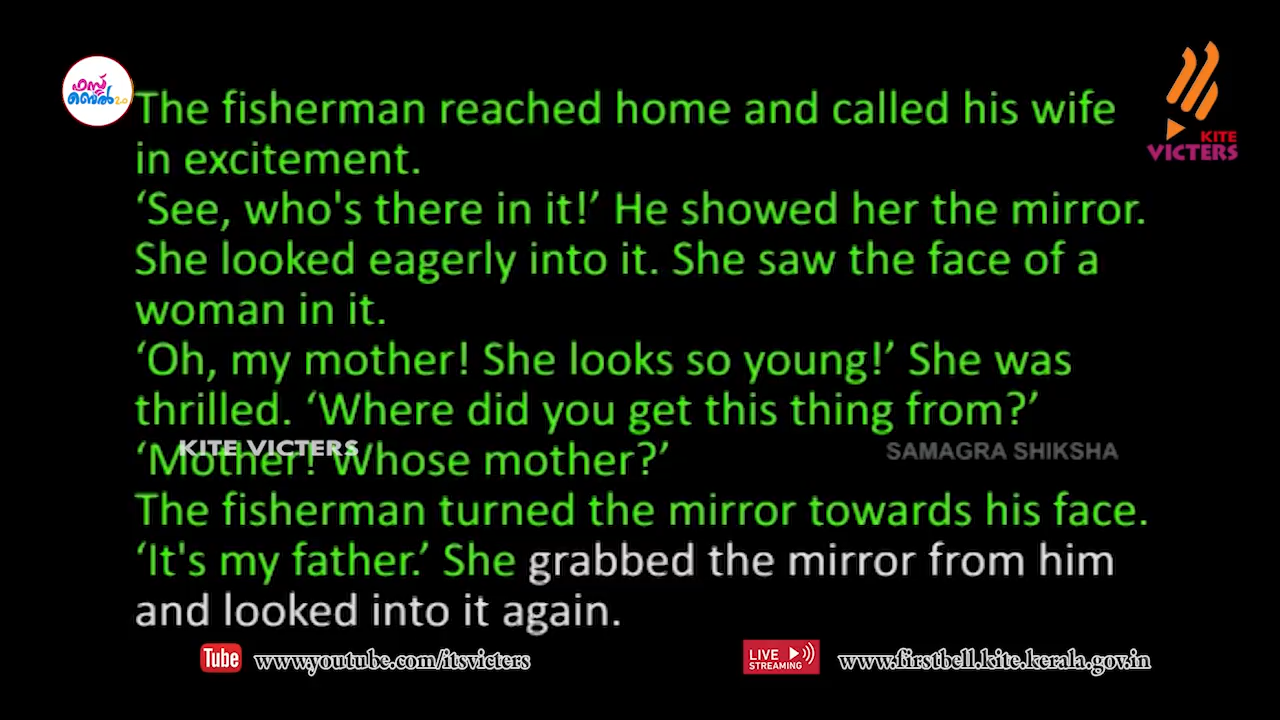 ഫസ്റ്റ്
ബെൽ 2.0
KITE
VICTERS
The fisherman reached home and called his wife
in excitement.
‘See, who's there in it!’ He showed her the mirror.
She looked eagerly into it. She saw the face of a
woman in it.
‘Oh, my mother! She looks so young!’ She was
thrilled. ‘Where did you get this thing from?’
KITE VICTERS
SAMAGRA SHIKSHA
‘Mother! Whose mother?’
The fisherman turned the mirror towards his face.
‘It's my father.’ She grabbed the mirror from him
and looked into it again.
Tube www.youtube.com/itsvicters
LIVE STREAMING www.firstbell.kite.kerala.gov.in